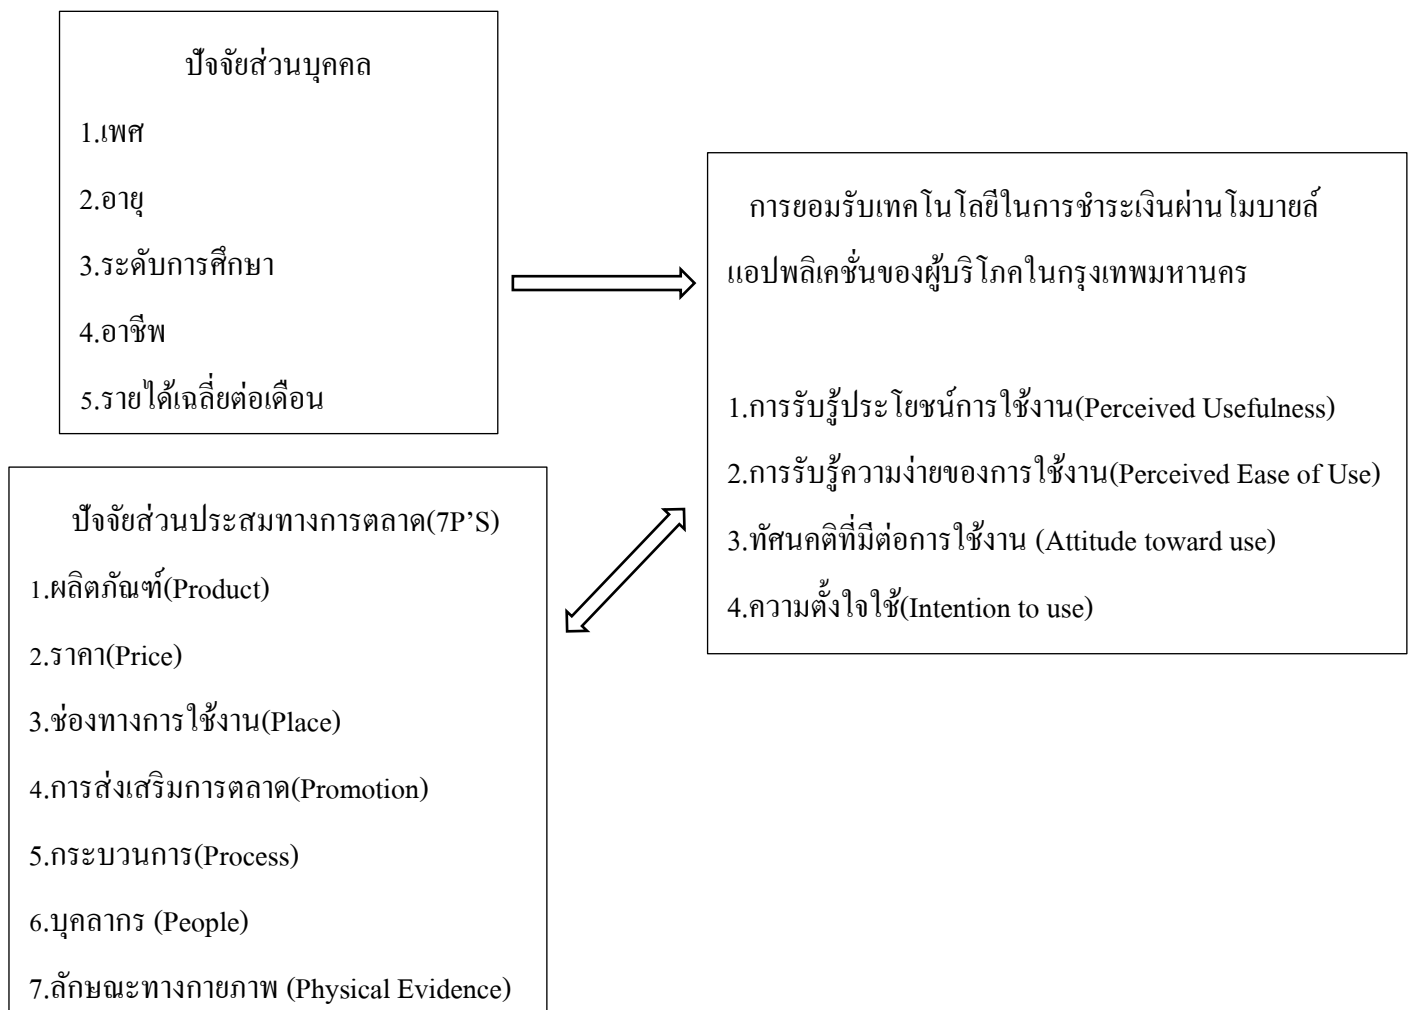 ปัจจัยส่วนบุคคล
1.เพศ
2.อายุ
3.ระดับการศึกษา
4.อาชีพ
5.รายได้เฉลี่ยต่อเดือน
การยอมรับเทคโนโลยีในการชำระเงินผ่านโมบายล์
แอปพลิเคชั่นของผู้บริโภคในกรุงเทพมหานคร
1.การรับรู้ประโยชน์การใช้งาน(Perceived Usefulness)
2.การรับรู้ความง่ายของการใช้งาน(Perceived Ease of Use)
3.ทัศนคติที่มีต่อการใช้งาน (Attitude toward use)
4.ความตั้งใจใช้(Intention to use)
ปัจจัยส่วนประสมทางการตลาด(7P’S)
1.ผลิตภัณฑ์(Product)
2.ราคา(Price)
3.ช่องทางการใช้งาน(Place)
4.การส่งเสริมการตลาด(Promotion)
5.กระบวนการ(Process)
6.บุคลากร (People)
7.ลักษณะทางกายภาพ (Physical Evidence)